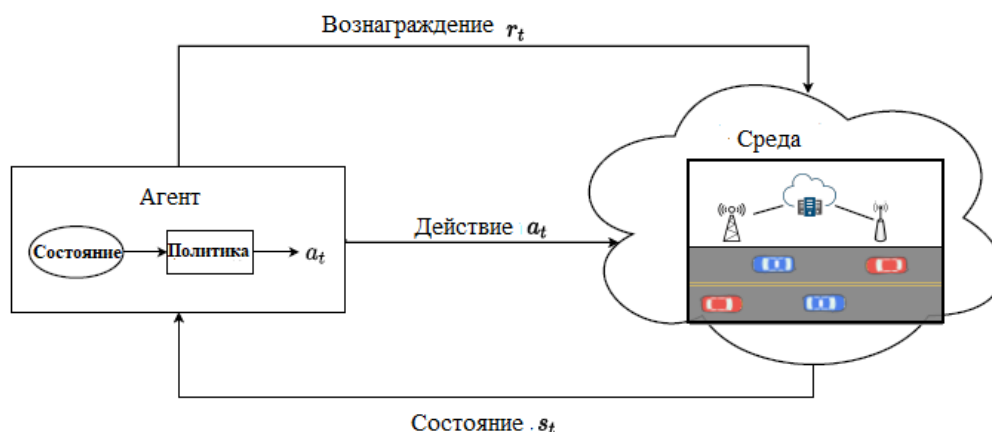 Вознаграждение r_t
Среда
Агент
Состояние
Политика
a_t
Действие a_t
Состояние s_t